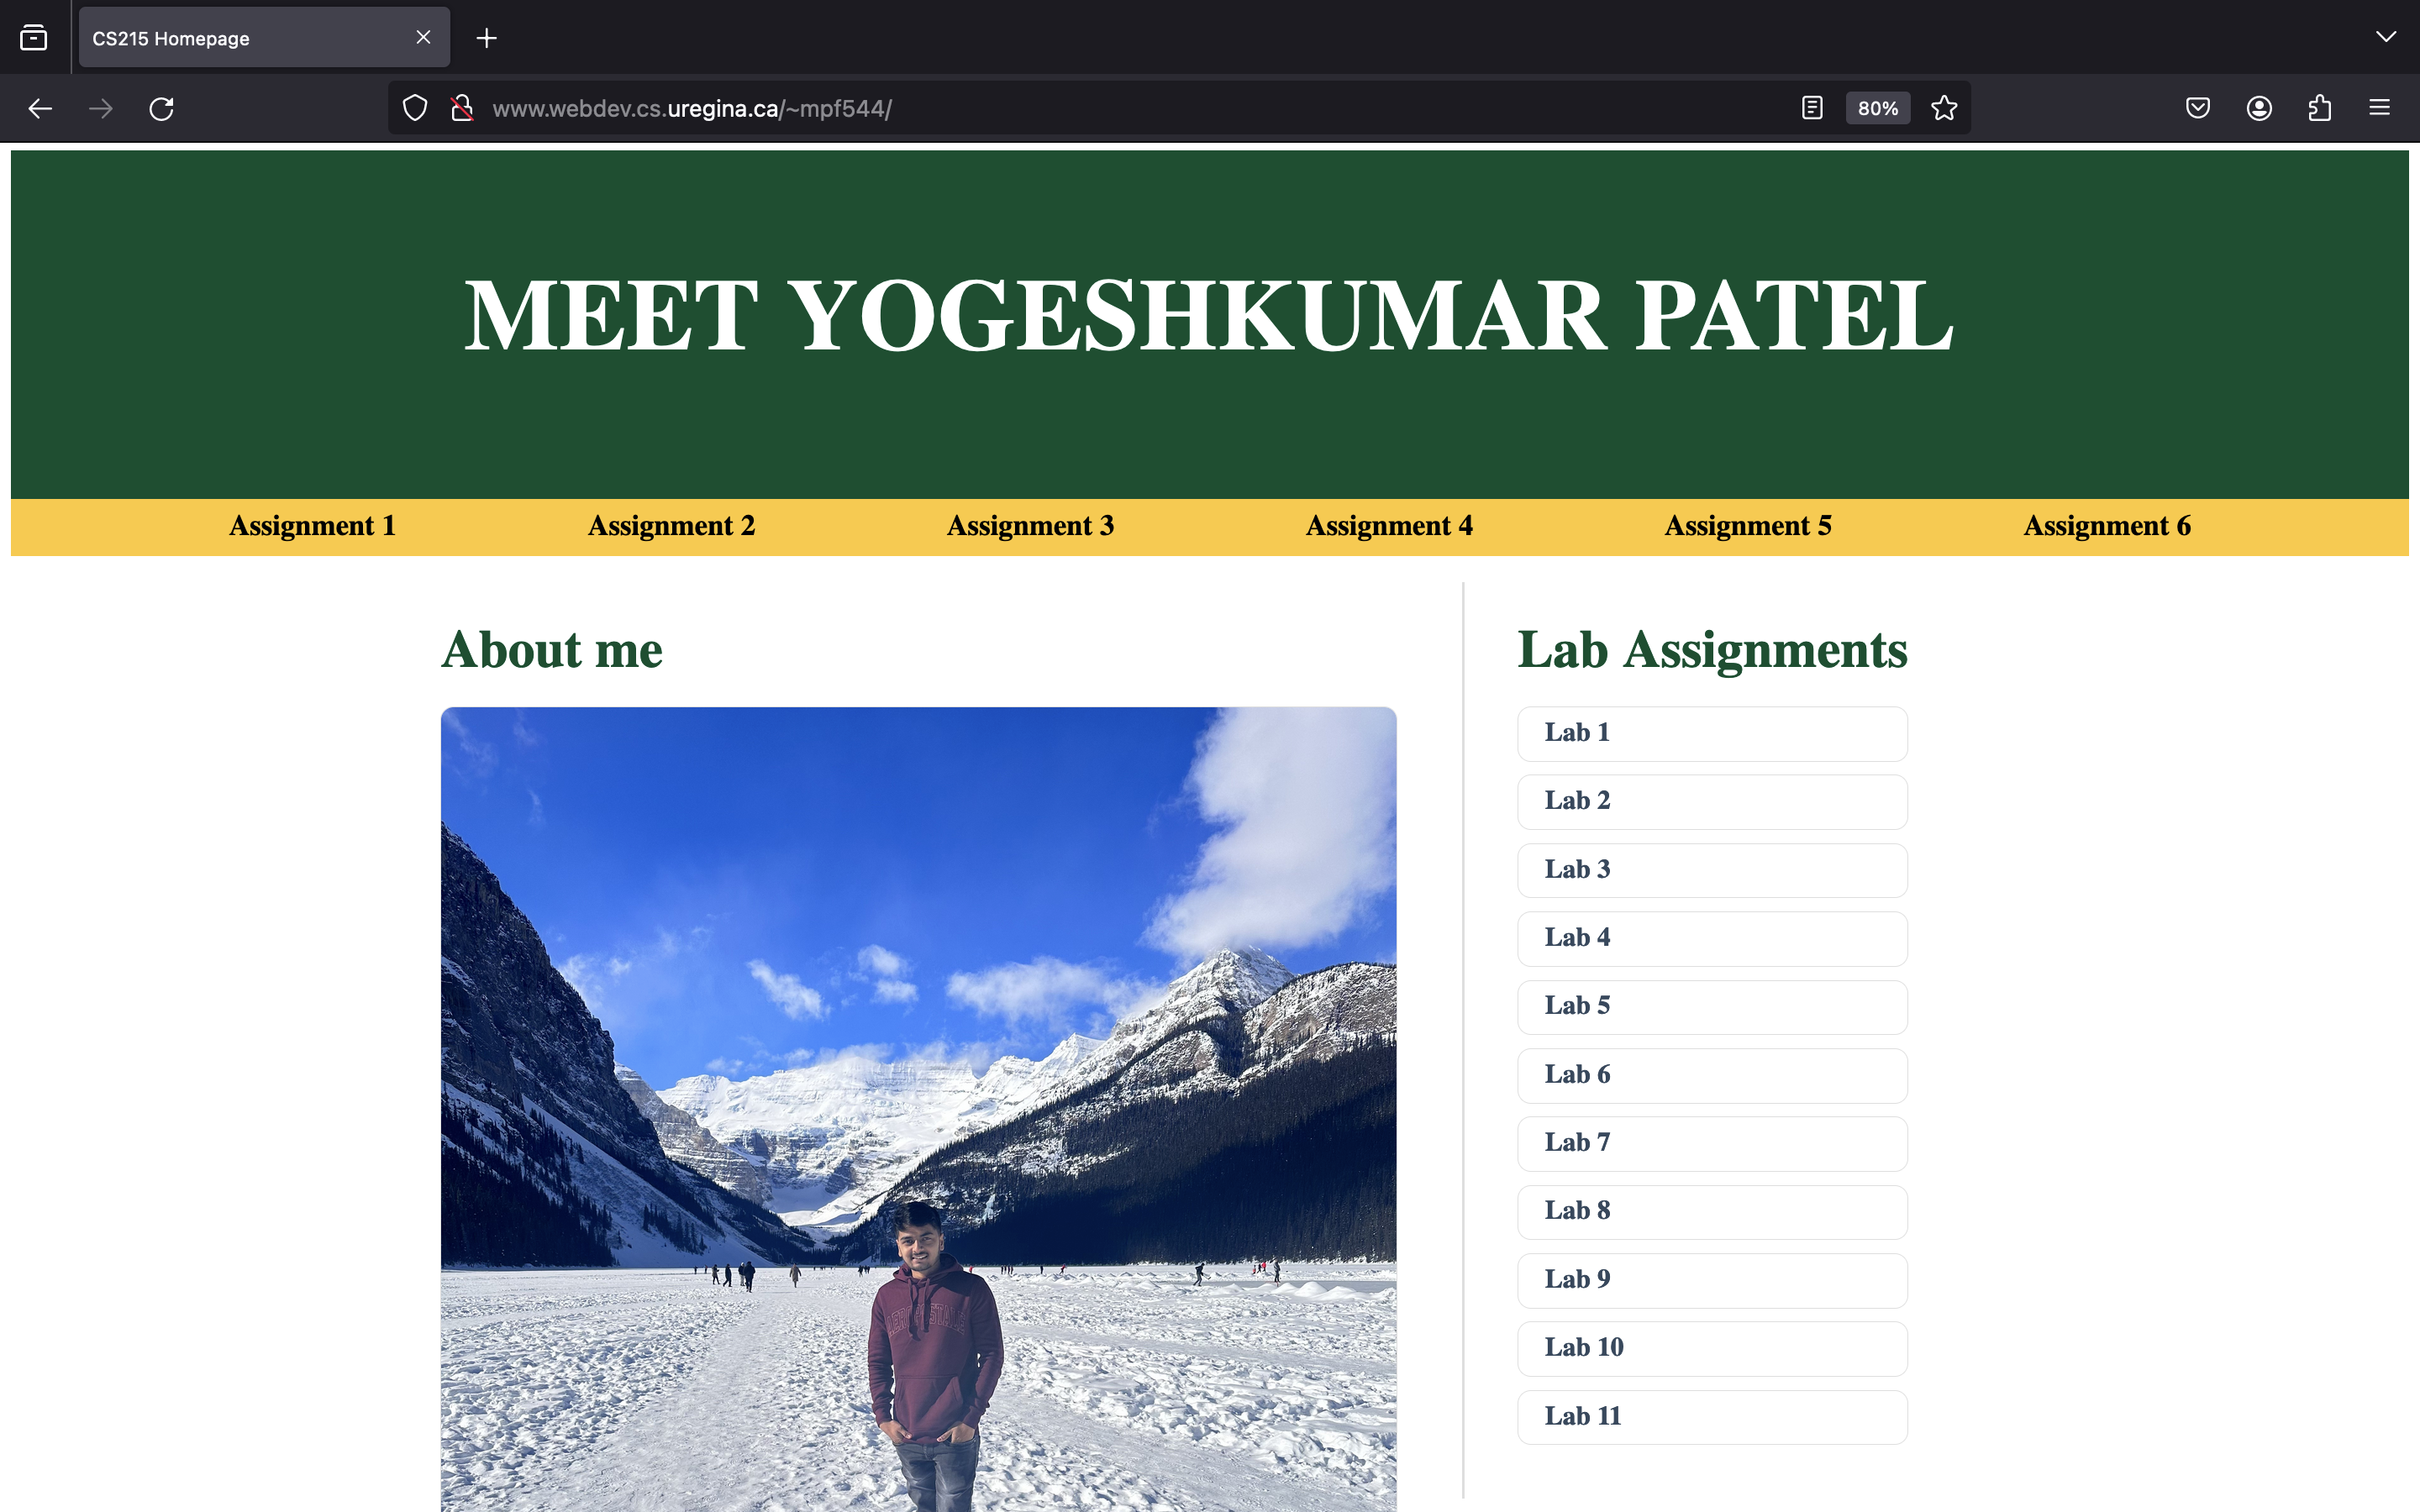 CS215 Homepage
www.webdev.cs.uregina.ca/~mpf544/
80%
MEET YOGESHKUMAR PATEL
Assignment 1
Assignment 2
Assignment 3
Assignment 4
Assignment 5
Assignment 6
About me
AÉROPOSTALE
Lab Assignments
Lab 1
Lab 2
Lab 3
Lab 4
Lab 5
Lab 6
Lab 7
Lab 8
Lab 9
Lab 10
Lab 11